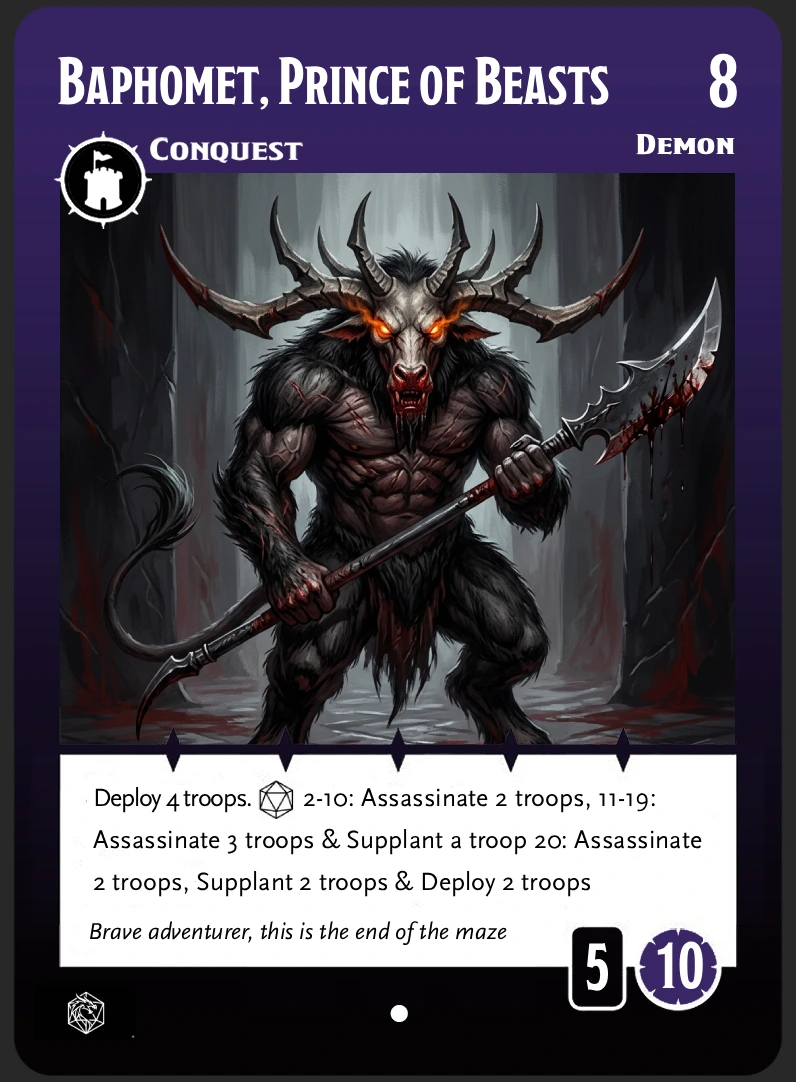 Baphomet, Prince of Beasts 8
Conquest Demon
Deploy 4 troops. 2-10: Assassinate 2 troops, 11-19:
Assassinate 3 troops & Supplant a troop 20: Assassinate
2 troops, Supplant 2 troops & Deploy 2 troops
Brave adventurer, this is the end of the maze
5 10